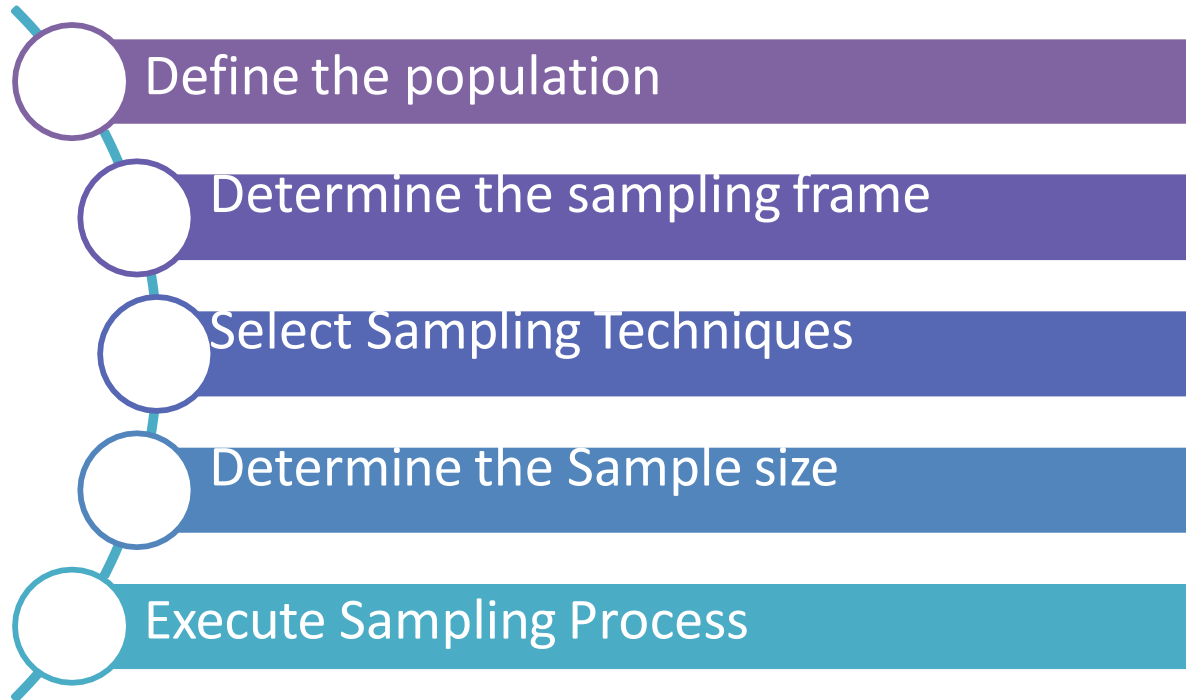 Define the population
Determine the sampling frame
Select Sampling Techniques
Determine the Sample size
Execute Sampling Process